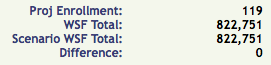 Proj Enrollment: 119
WSF Total: 822,751
Scenario WSF Total: 822,751
Difference: 0